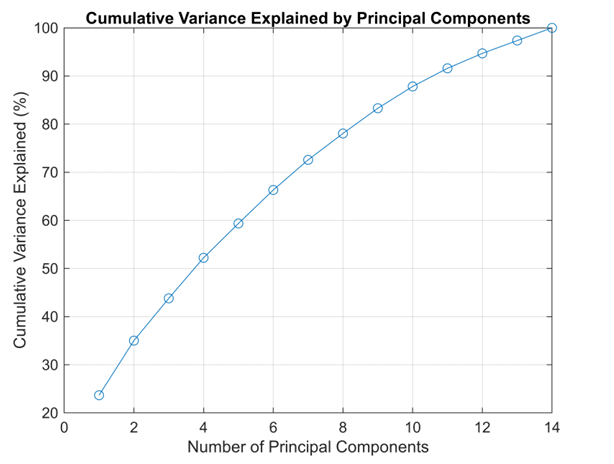 Cumulative Variance Explained by Principal Components
100
90
80
70
60
50
40
30
20
Cumulative Variance Explained (%)
0 2 4 6 8 10 12 14
Number of Principal Components